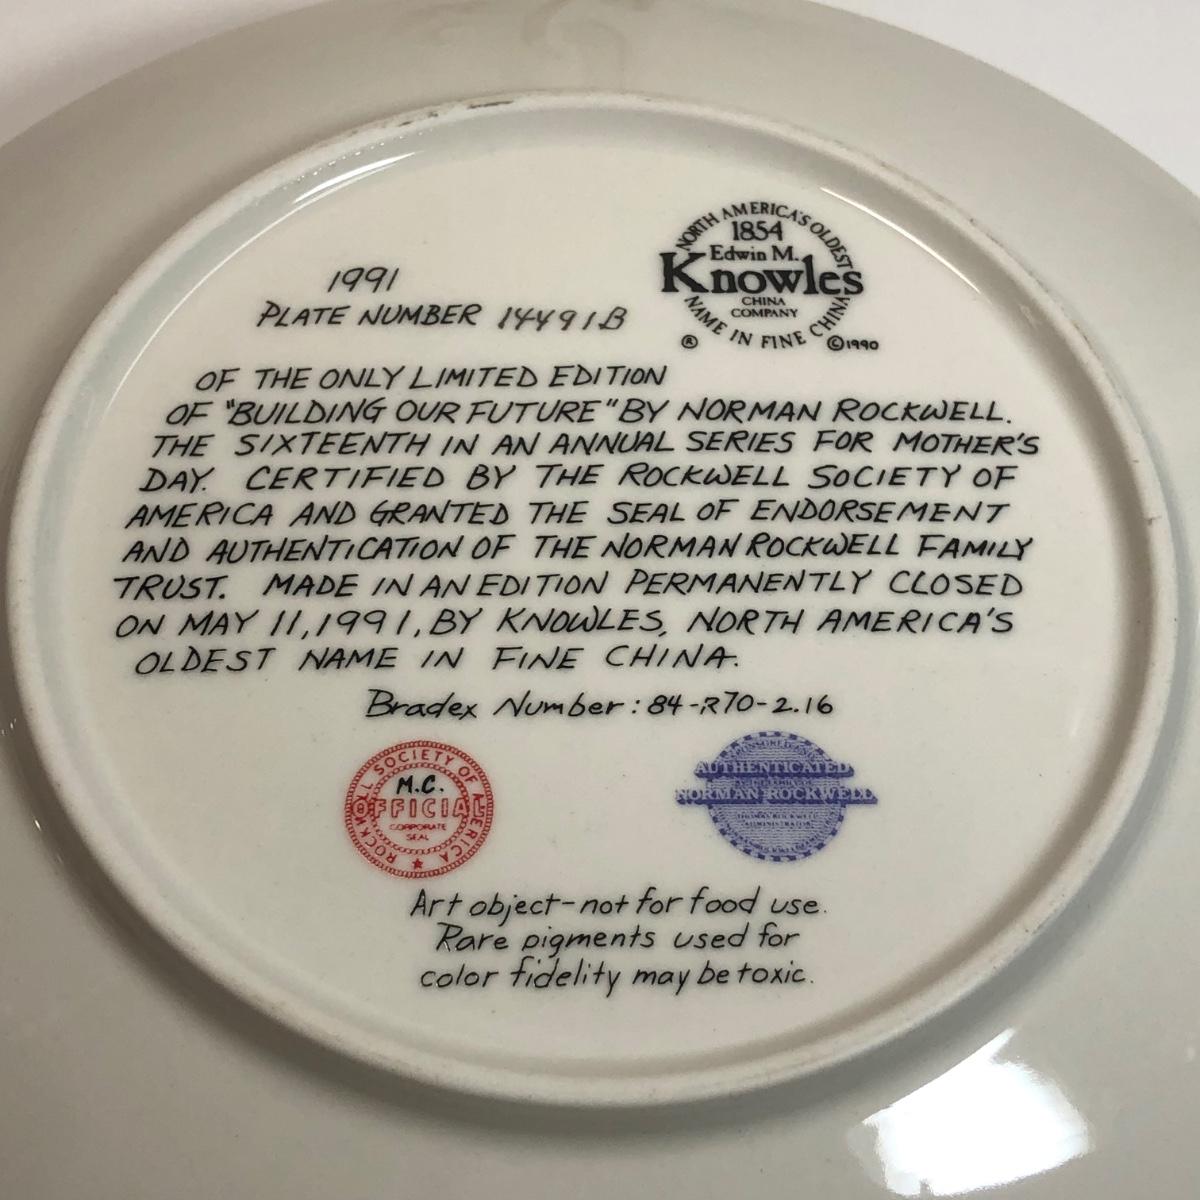 NORTH AMERICA'S OLDEST
1854
Edwin M.
Knowles
CHINA
COMPANY
NAME IN FINE CHINA
® ©1990
1991
PLATE NUMBER 14491B
OF THE ONLY LIMITED EDITION
OF "BUILDING OUR FUTURE" BY NORMAN ROCKWELL.
THE SIXTEENTH IN AN ANNUAL SERIES FOR MOTHER'S
DAY. CERTIFIED BY THE ROCKWELL SOCIETY OF
AMERICA AND GRANTED THE SEAL OF ENDORSEMENT
AND AUTHENTICATION OF THE NORMAN ROCKWELL FAMILY
TRUST. MADE IN AN EDITION PERMANENTLY CLOSED
ON MAY 11, 1991, BY KNOWLES, NORTH AMERICA'S
OLDEST NAME IN FINE CHINA.
Bradex Number: 84-R70-2.16
ROCKWELL SOCIETY OF AMERICA
M.C.
OFFICIAL
CORPORATE
SEAL
AUTHENTICATED
NORMAN ROCKWELL
Art object-not for food use.
Rare pigments used for
color fidelity may be toxic.